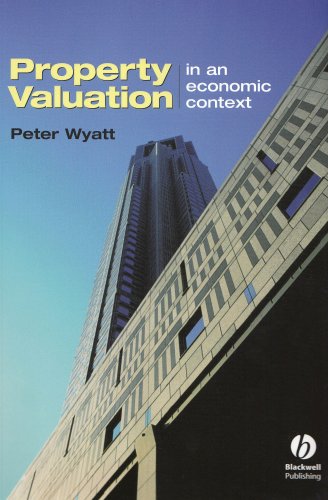 Property
Valuation
in an
economic
context
Peter Wyatt
Blackwell
Publishing